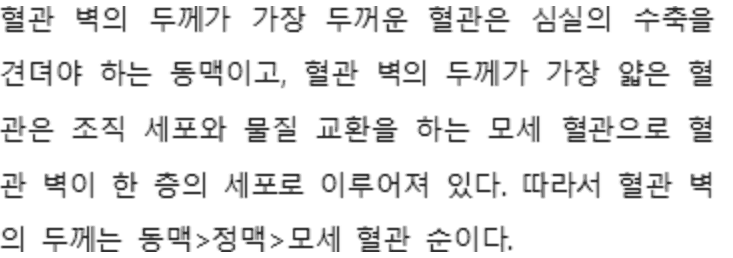 혈관 벽의 두께가 가장 두꺼운 혈관은 심실의 수축을
견뎌야 하는 동맥이고, 혈관 벽의 두께가 가장 얇은 혈
관은 조직 세포와 물질 교환을 하는 모세 혈관으로 혈
관 벽이 한 층의 세포로 이루어져 있다. 따라서 혈관 벽
의 두께는 동맥>정맥>모세 혈관 순이다.